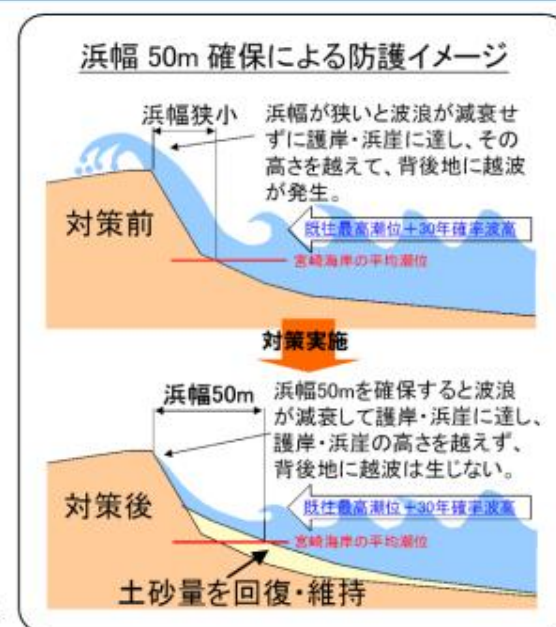 浜幅 50m 確保による防護イメージ
浜幅狭小
浜幅が狭いと波浪が減衰せ
ずに護岸・浜崖に達し、その
高さを越えて、背後地に越波
が発生。
対策前
既往最高潮位+30年確率波高
宮崎海岸の平均潮位
対策実施
浜幅50m
浜幅50mを確保すると波浪
が減衰して護岸・浜崖に達し、
護岸・浜崖の高さを越えず、
背後地に越波は生じない。
対策後
既往最高潮位+30年確率波高
宮崎海岸の平均潮位
土砂量を回復・維持